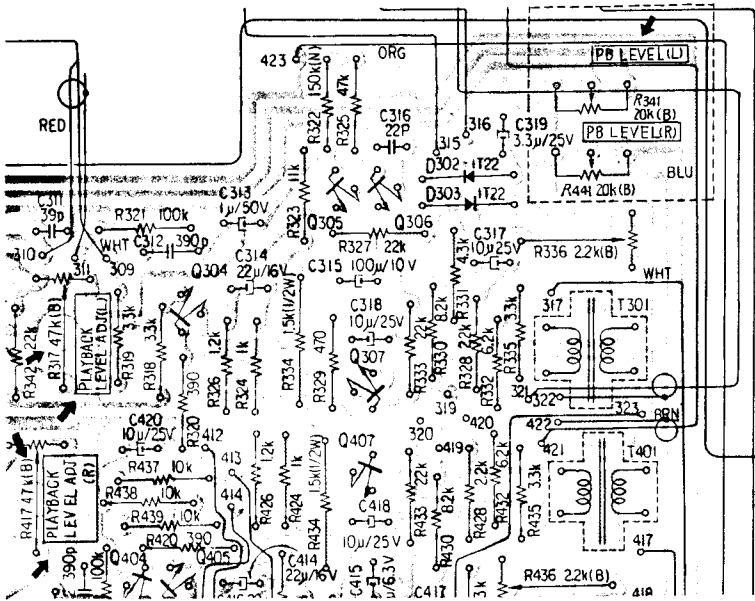 423
ORG
PB LEVEL(L)
150k(N)
47k
R322
R325
C316
22P
315
316
C319
3.3μ/25V
R341
20k(B)
PB LEVEL(R)
R441 20k(B)
BLU
RED
D302
1T22
D303
1T22
11k
R323
C311
39p
R321
100k
C313
1μ/50V
Q305
Q306
R327
22k
C317
10μ25V
R336 2.2k(B)
WHT
C312
390p
310
311
309
Q304
C314
22μ/16V
C315
100μ/10V
4.3k
R331
WHT
317
T301
R342
22k
R317 47k(B)
PLAYBACK
LEVEL ADJ(L)
3.3k
R319
3.3k
R318
390
R320
1.2k
R326
1k
R324
1.5k(1/2W)
R334
470
R329
C318
10μ/25V
Q307
22k
R333
8.2k
R330
2.2k
R328
6.2k
R332
3.3k
R335
321
322
323
BRN
319
C420
10μ/25V
412
413
414
320
419
420
422
421
T401
417
R417 47k(B)
PLAYBACK
LEVEL ADJ
(R)
R437
10k
R438
10k
R439
10k
R420
390
1.2k
R426
1k
R424
1.5k(1/2W)
R434
Q407
C418
10μ/25V
22k
R433
8.2k
R430
2.2k
R428
6.2k
R432
3.3k
R435
390p
100k
Q404
Q405
C414
22μ/16V
C415
C417
R436 2.2k(B)
418